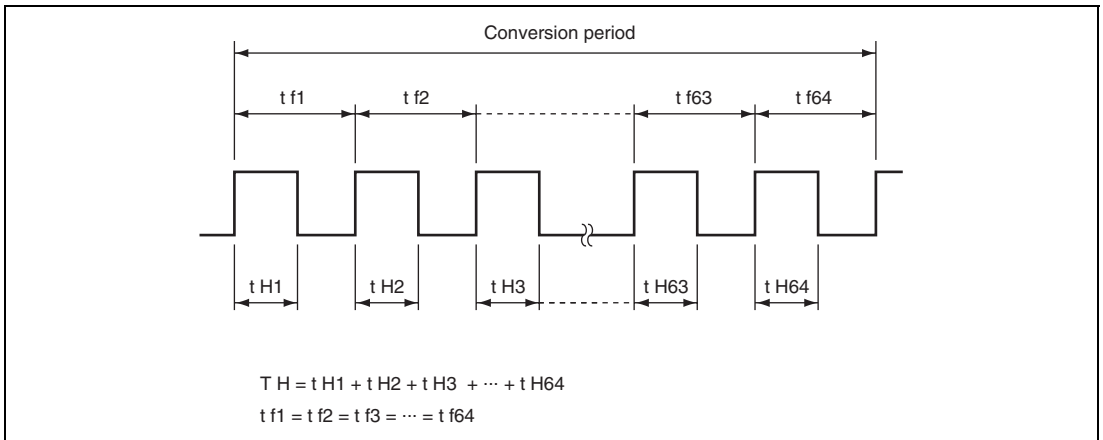 Conversion period
t f1 t f2 t f63 t f64
t H1 t H2 t H3 t H63 t H64
T H = t H1 + t H2 + t H3 + ··· + t H64
t f1 = t f2 = t f3 = ··· = t f64